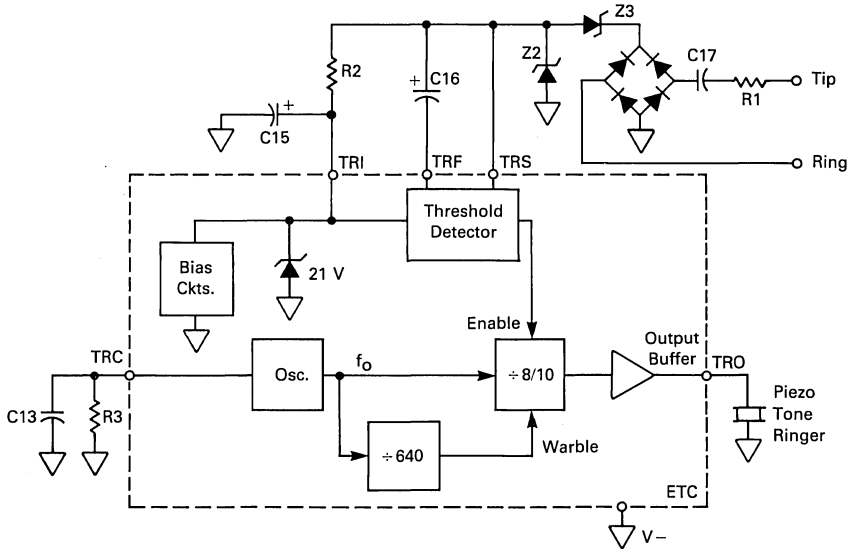 Z3
Z2
C17
R2
+ C16
R1
Tip
+
C15
Ring
TRI
TRF
TRS
Threshold
Detector
Bias
Ckts.
21 V
Enable
Output
Buffer
TRC
Osc.
fo
÷8/10
TRO
C13
R3
Piezo
Tone
Ringer
÷640
Warble
ETC
V−